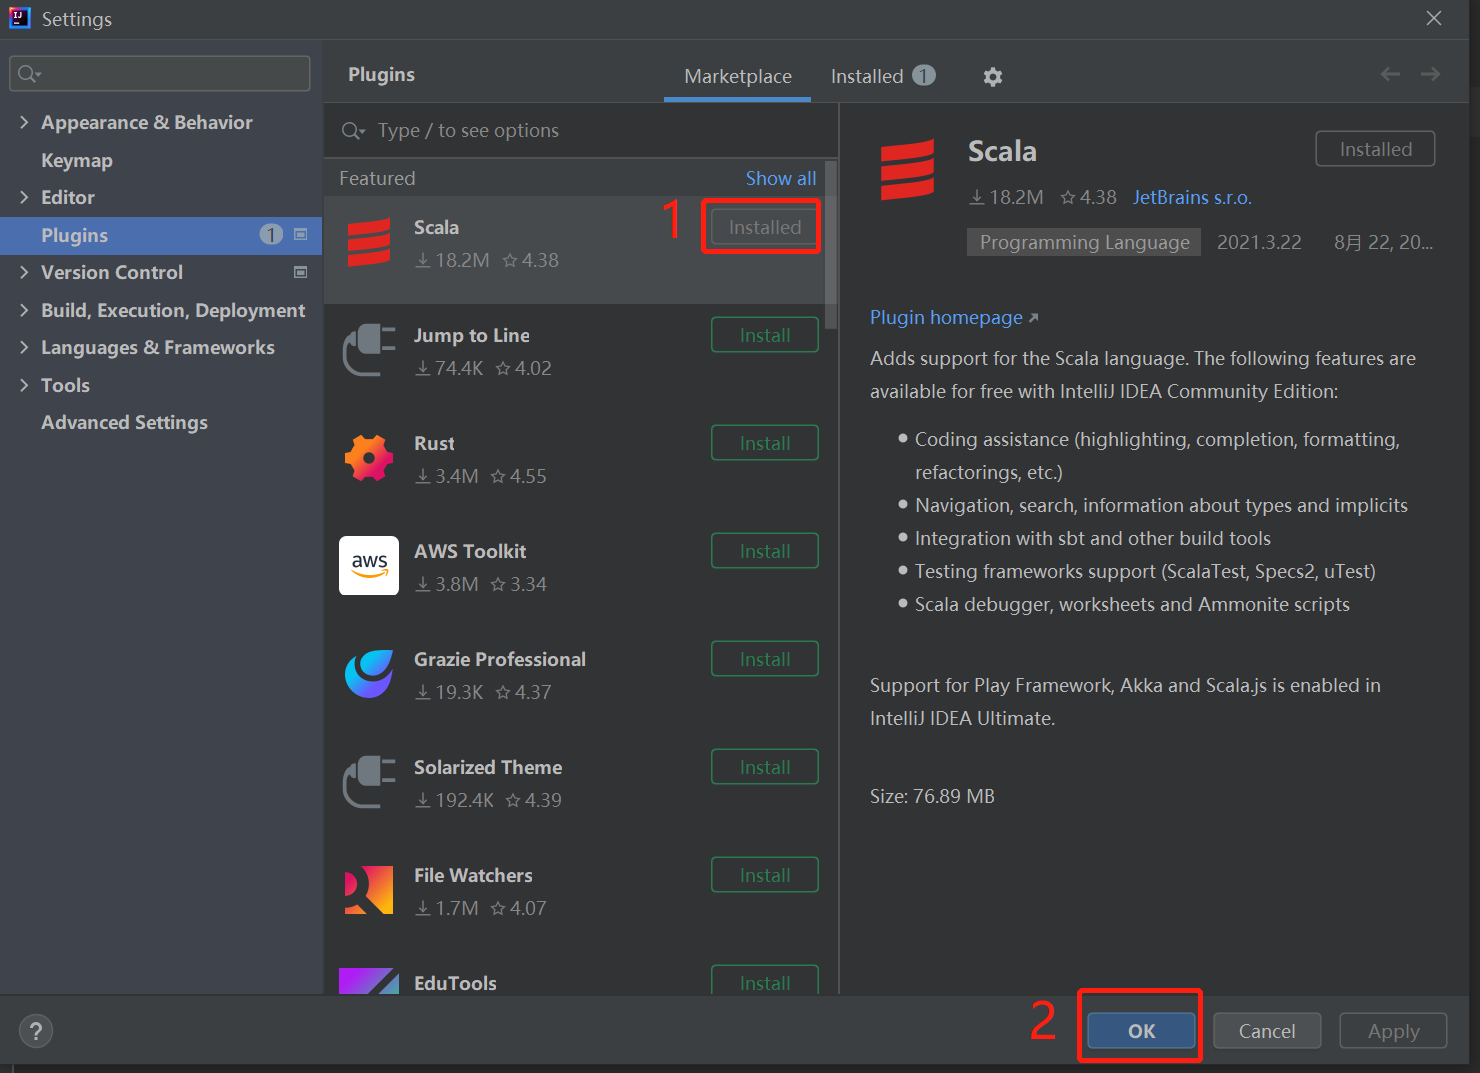 Settings
Plugins
Marketplace
Installed 1
Appearance & Behavior
Keymap
Editor
Plugins 1
Version Control
Build, Execution, Deployment
Languages & Frameworks
Tools
Advanced Settings
Type / to see options
Featured
Show all
1
Scala
Installed
18.2M 4.38
Jump to Line
Install
74.4K 4.02
Rust
Install
3.4M 4.55
aws
AWS Toolkit
Install
3.8M 3.34
Grazie Professional
Install
19.3K 4.37
Solarized Theme
Install
192.4K 4.39
File Watchers
Install
1.7M 4.07
EduTools
Install
Scala
Installed
18.2M 4.38 JetBrains s.r.o.
Programming Language 2021.3.22 8月 22, 20...
Plugin homepage
Adds support for the Scala language. The following features are
available for free with IntelliJ IDEA Community Edition:
Coding assistance (highlighting, completion, formatting,
refactorings, etc.)
Navigation, search, information about types and implicits
Integration with sbt and other build tools
Testing frameworks support (ScalaTest, Specs2, uTest)
Scala debugger, worksheets and Ammonite scripts
Support for Play Framework, Akka and Scala.js is enabled in
IntelliJ IDEA Ultimate.
Size: 76.89 MB
?
2
OK
Cancel
Apply